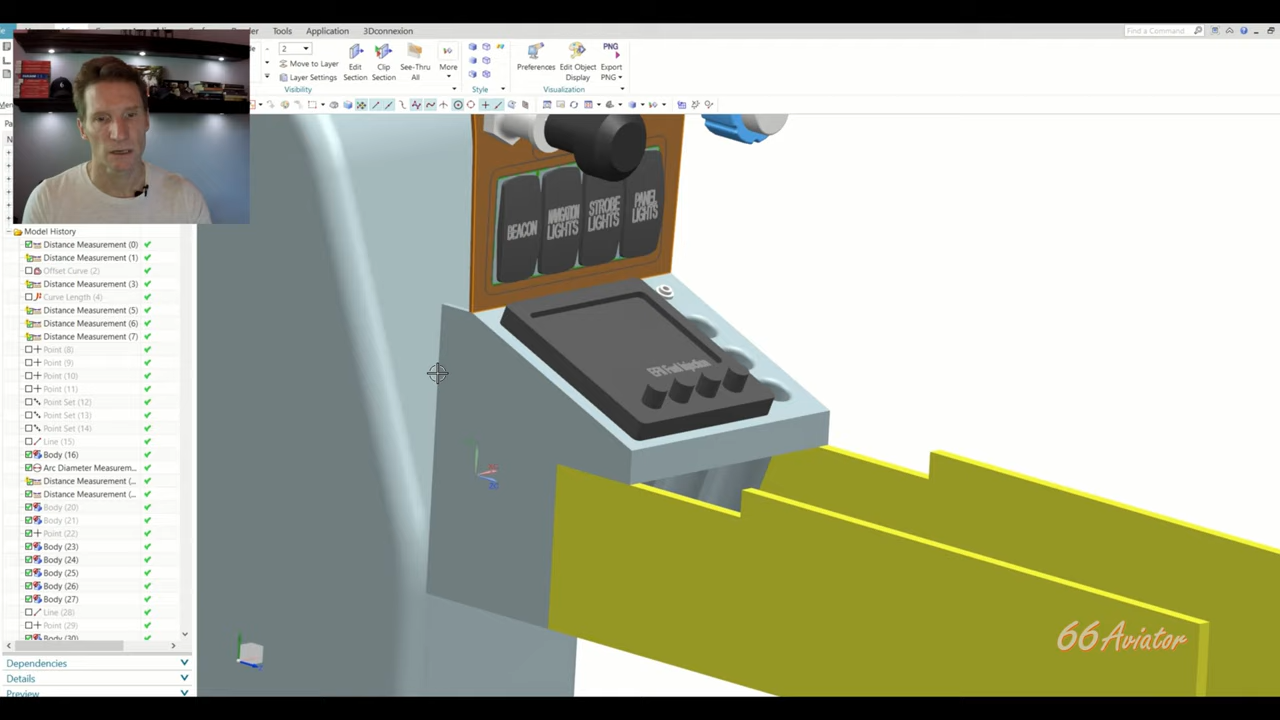 Tools
Application
3Dconnexion
Find a Command
2
Move to Layer
Layer Settings
Edit
Section
Clip
Section
See-Thru
All
More
Preferences
Edit Object
Display
Export
PNG
PNG
Visibility
Style
Visualization
Model History
Distance Measurement (0)
Distance Measurement (1)
Offset Curve (2)
Distance Measurement (3)
Curve Length (4)
Distance Measurement (5)
Distance Measurement (6)
Distance Measurement (7)
Point (8)
Point (9)
Point (10)
Point (11)
Point Set (12)
Point Set (13)
Point Set (14)
Line (15)
Body (16)
Arc Diameter Measurem...
Distance Measurement (...
Distance Measurement (...
Body (20)
Body (21)
Point (22)
Body (23)
Body (24)
Body (25)
Body (26)
Body (27)
Line (28)
Point (29)
Body (30)
Dependencies
Details
Preview
BEACON
NAVIGATION
LIGHTS
STROBE
LIGHTS
PANEL
LIGHTS
EFII Fuel Injection
66 Aviator